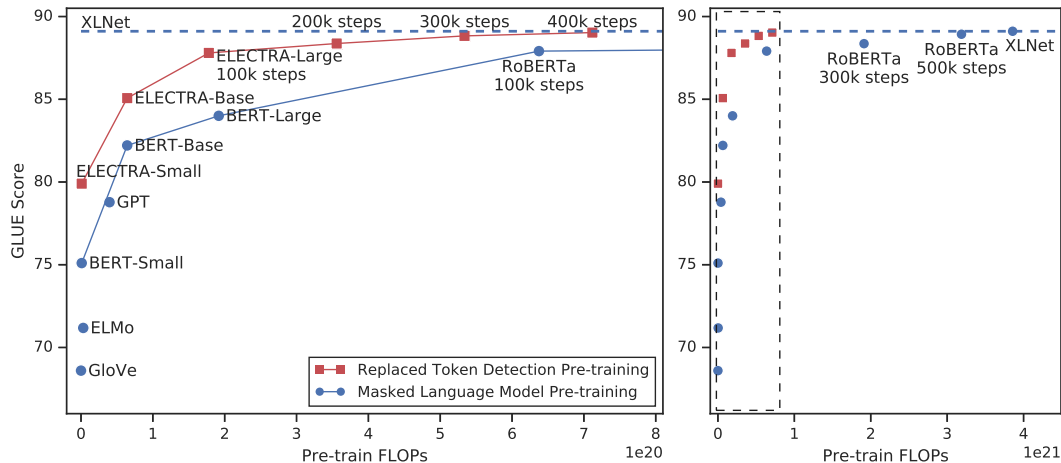 90
85
80
75
70
GLUE Score
XLNet
200k steps
300k steps
400k steps
ELECTRA-Large
100k steps
RoBERTa
100k steps
ELECTRA-Base
BERT-Large
BERT-Base
ELECTRA-Small
GPT
BERT-Small
ELMo
GloVe
Replaced Token Detection Pre-training
Masked Language Model Pre-training
0 1 2 3 4 5 6 7 8
1e20
Pre-train FLOPs
90
85
80
75
70
RoBERTa
300k steps
RoBERTa
500k steps
XLNet
0 1 2 3 4
1e21
Pre-train FLOPs